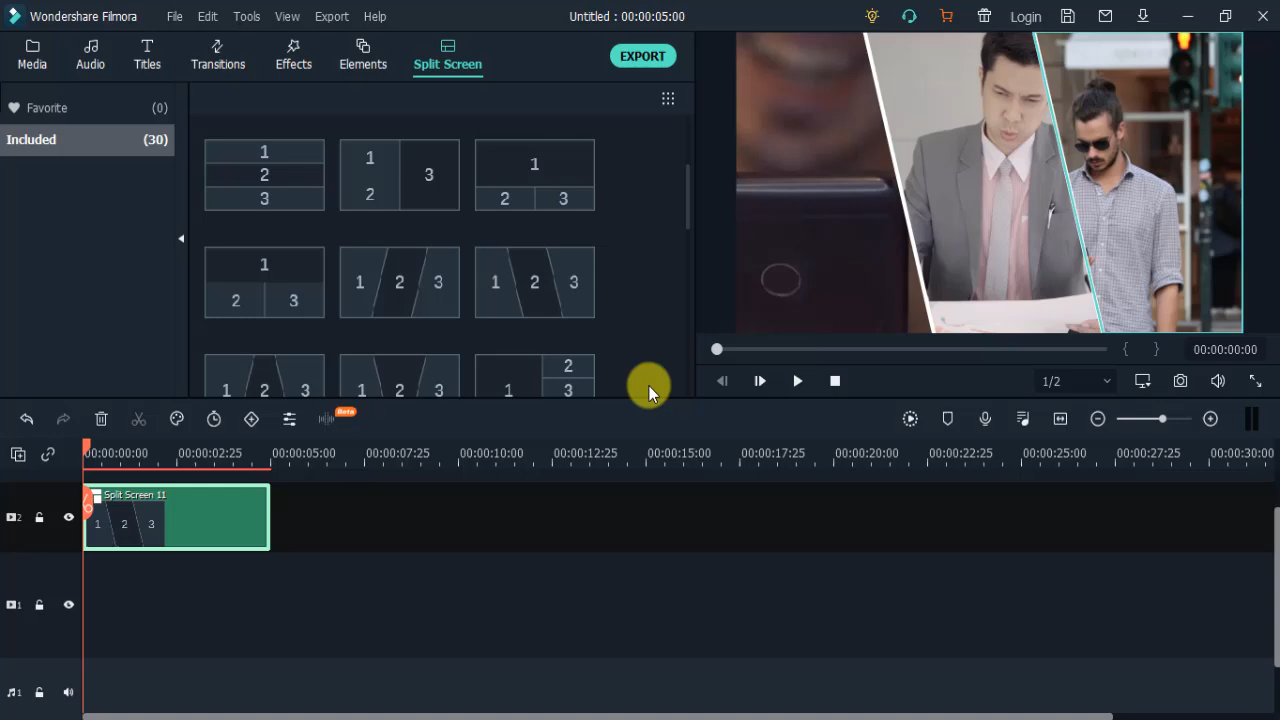 Wondershare Filmora File Edit Tools View Export Help Untitled : 00:00:05:00 Login
Media Audio Titles Transitions Effects Elements Split Screen EXPORT
Favorite (0)
Included (30)
1 2 3
1 2 3
1 2 3
1 2 3
1 2 3
1 2 3
1 2 3
1 2 3
1 2 3
{ } 00:00:00:00
1/2
Beta
00:00:00:00 00:00:02:25 00:00:05:00 00:00:07:25 00:00:10:00 00:00:12:25 00:00:15:00 00:00:17:25 00:00:20:00 00:00:22:25 00:00:25:00 00:00:27:25 00:00:30:00
Split Screen 11
2
1 2 3
1
1